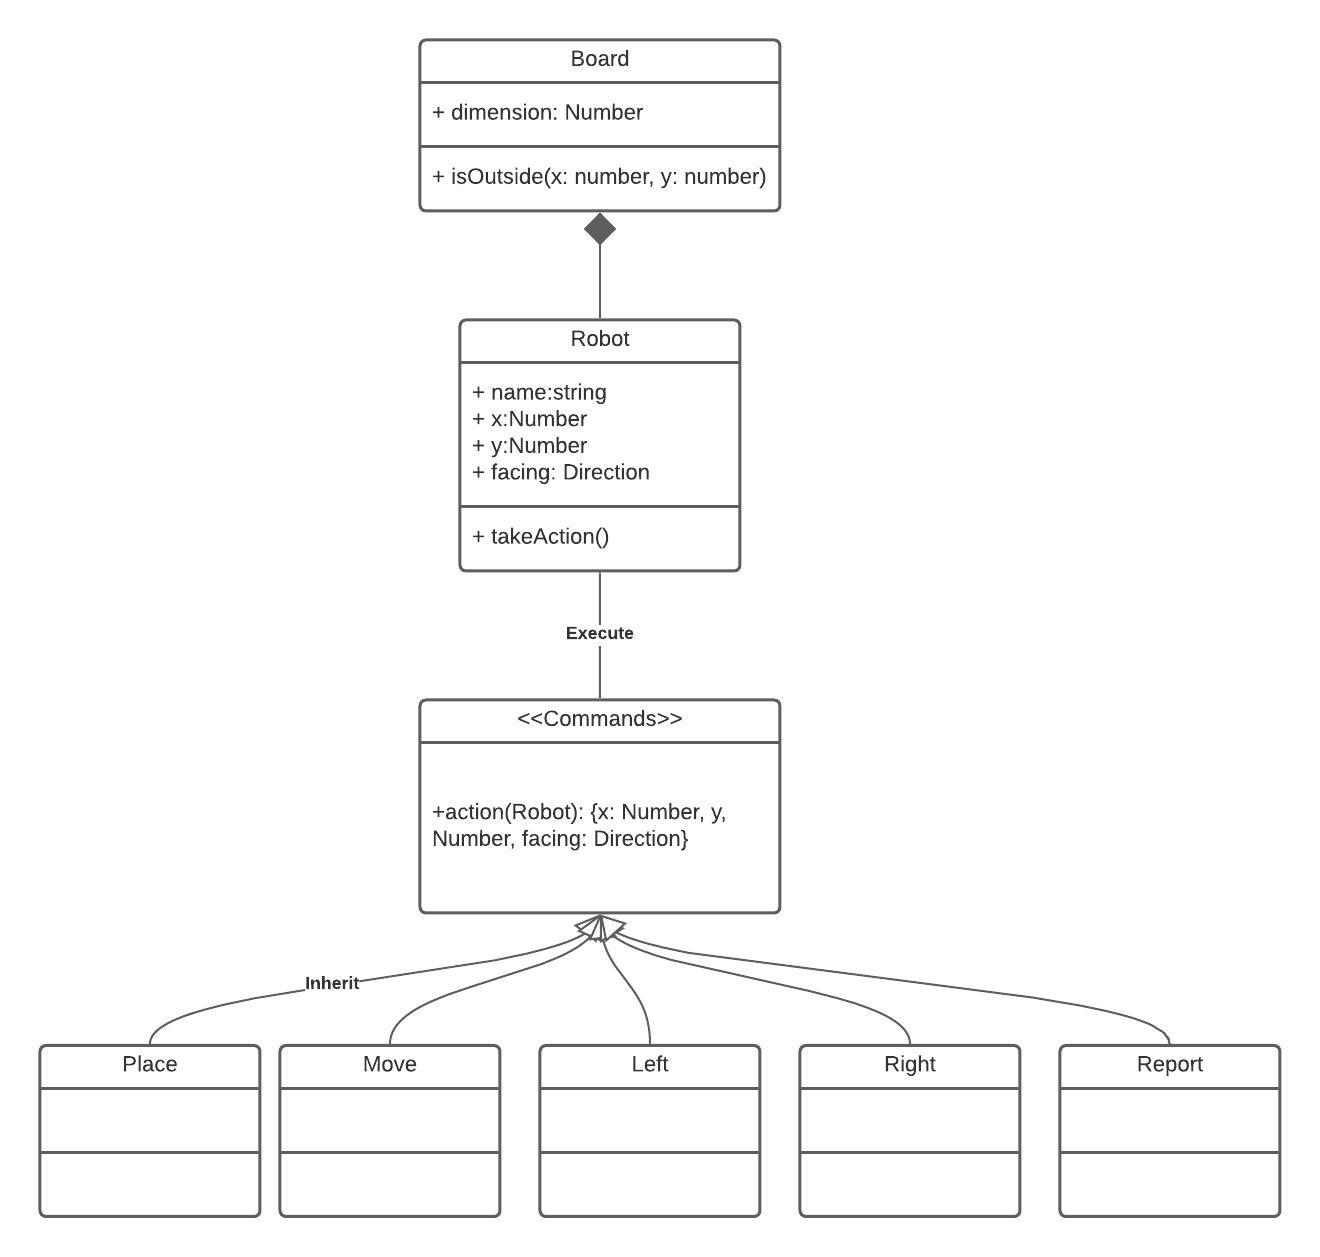 Board
+ dimension: Number
+ isOutside(x: number, y: number)
Robot
+ name:string
+ x:Number
+ y:Number
+ facing: Direction
+ takeAction()
Execute
<<Commands>>
+action(Robot): {x: Number, y,
Number, facing: Direction}
Inherit
Place
Move
Left
Right
Report